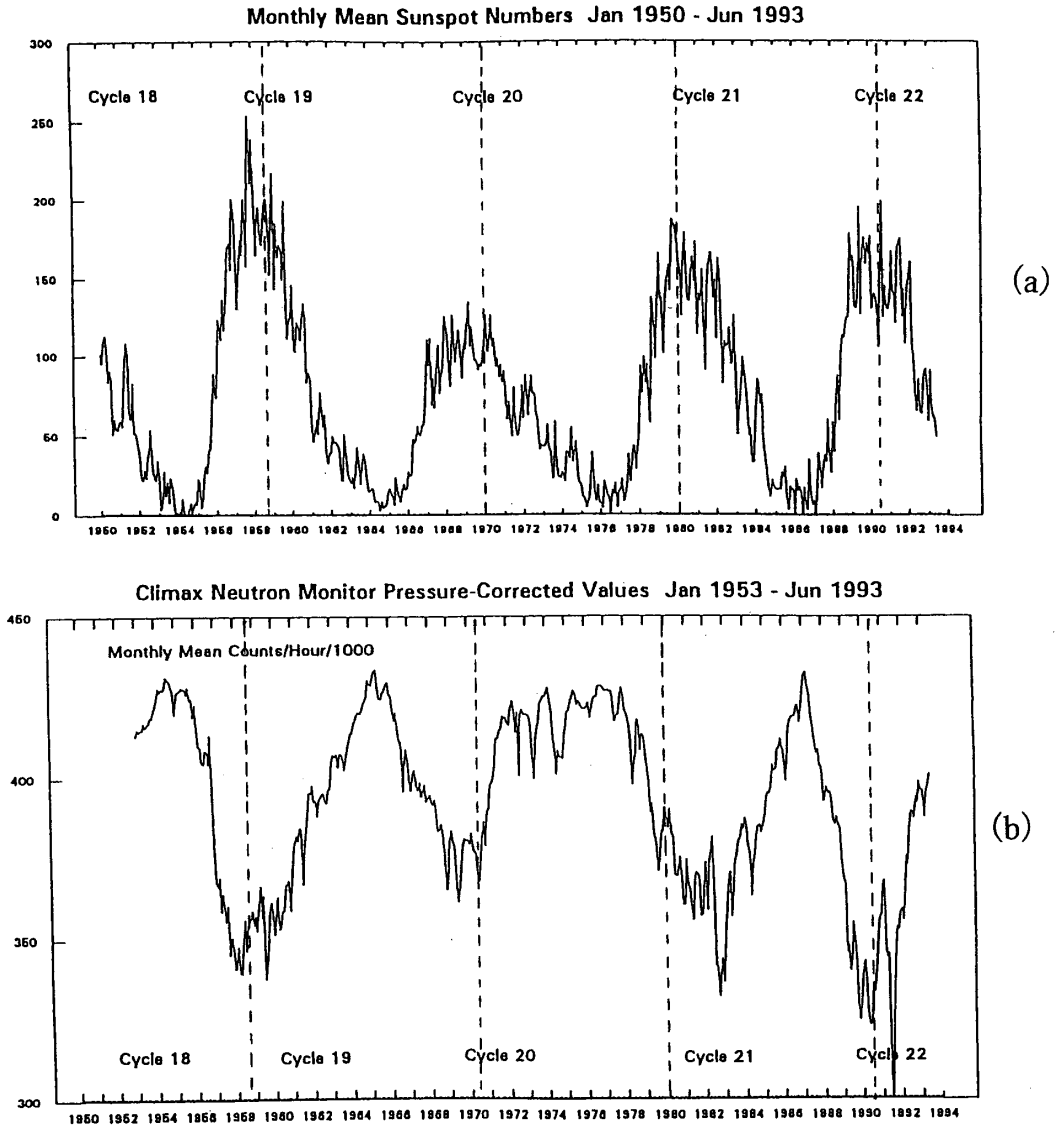 Monthly Mean Sunspot Numbers Jan 1950 - Jun 1993
300
250
200
150
100
50
0
Cycle 18
Cycle 19
Cycle 20
Cycle 21
Cycle 22
(a)
1950 1952 1954 1956 1958 1960 1962 1964 1966 1968 1970 1972 1974 1976 1978 1980 1982 1984 1986 1988 1990 1992 1994
Climax Neutron Monitor Pressure-Corrected Values Jan 1953 - Jun 1993
450
Monthly Mean Counts/Hour/1000
400
350
300
(b)
Cycle 18
Cycle 19
Cycle 20
Cycle 21
Cycle 22
1950 1952 1954 1956 1958 1960 1962 1964 1966 1968 1970 1972 1974 1976 1978 1980 1982 1984 1986 1988 1990 1992 1994